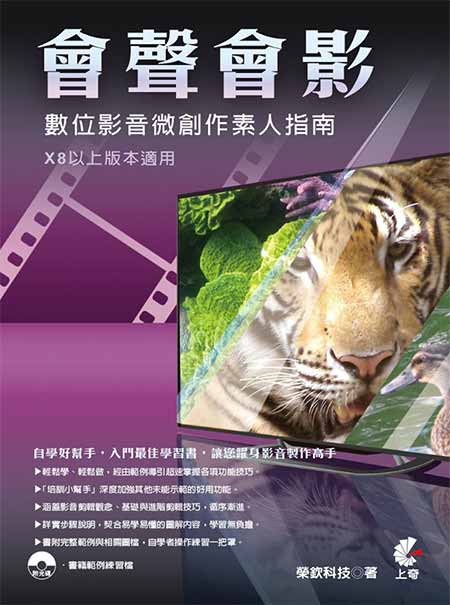 會聲會影
數位影音微創作素人指南
X8以上版本適用
自學好幫手，入門最佳學習書，讓您躍身影音製作高手
▶輕鬆學、輕鬆做，經由範例導引超速掌握各項功能技巧。
▶「培訓小幫手」深度加強其他未能示範的好用功能。
▶涵蓋影音剪輯觀念、基礎與進階剪輯技巧，循序漸進。
▶詳實步驟說明，契合易學易懂的圖解內容，學習無負擔。
▶書附完整範例與相關圖檔，自學者操作練習一把罩。
附光碟
．書籍範例練習檔
榮欽科技◎著
上奇